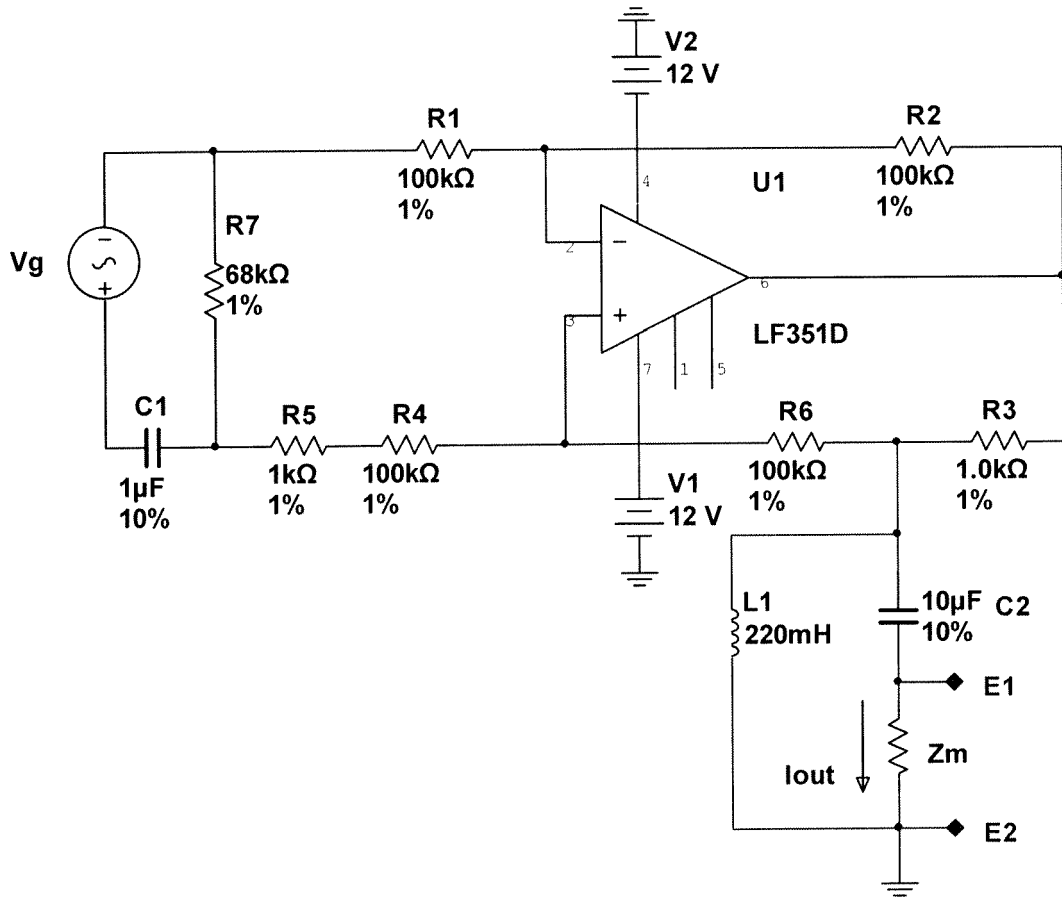 V2
12 V
R1
100kΩ
1%
R2
100kΩ
1%
4
U1
R7
68kΩ
1%
Vg
−
+
2
−
3
+
6
LF351D
7
1
5
C1
1µF
10%
R5
1kΩ
1%
R4
100kΩ
1%
R6
100kΩ
1%
R3
1.0kΩ
1%
V1
12 V
L1
220mH
10µF
10%
C2
E1
Iout
Zm
E2